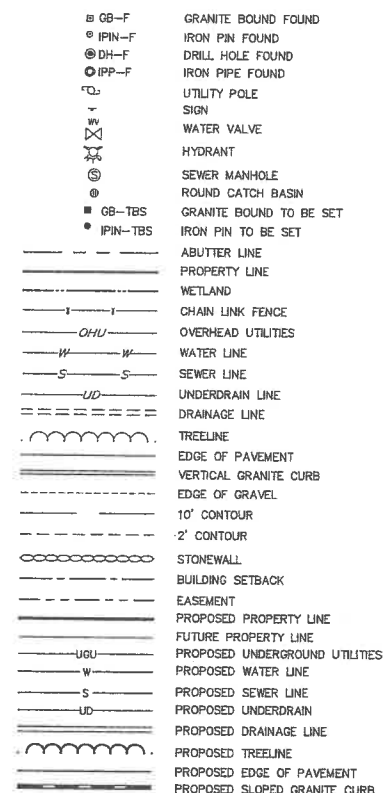 GB-F GRANITE BOUND FOUND
IPIN-F IRON PIN FOUND
DH-F DRILL HOLE FOUND
IPP-F IRON PIPE FOUND
UTILITY POLE
SIGN
WV WATER VALVE
HYDRANT
S SEWER MANHOLE
ROUND CATCH BASIN
GB-TBS GRANITE BOUND TO BE SET
IPIN-TBS IRON PIN TO BE SET
ABUTTER LINE
PROPERTY LINE
WETLAND
CHAIN LINK FENCE
OHU OVERHEAD UTILITIES
W W WATER LINE
S S SEWER LINE
UD UNDERDRAIN LINE
DRAINAGE LINE
TREELINE
EDGE OF PAVEMENT
VERTICAL GRANITE CURB
EDGE OF GRAVEL
10' CONTOUR
2' CONTOUR
STONEWALL
BUILDING SETBACK
EASEMENT
PROPOSED PROPERTY LINE
FUTURE PROPERTY LINE
UGU PROPOSED UNDERGROUND UTILITIES
W PROPOSED WATER LINE
S PROPOSED SEWER LINE
UD PROPOSED UNDERDRAIN
PROPOSED DRAINAGE LINE
PROPOSED TREELINE
PROPOSED EDGE OF PAVEMENT
PROPOSED SLOPED GRANITE CURB